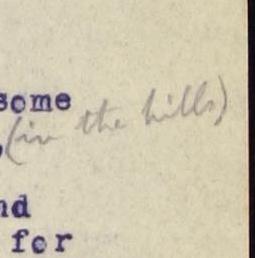 some
(in the hills)
nd
for